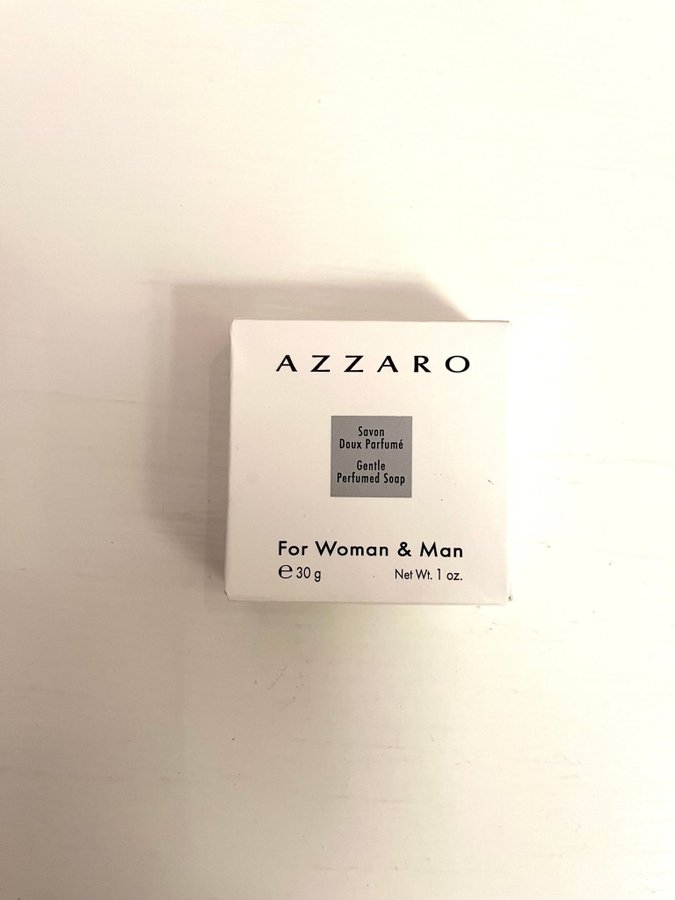 AZZARO
Savon
Doux Parfumé
Gentle
Perfumed Soap
For Woman & Man
℮ 30 g Net Wt. 1 oz.